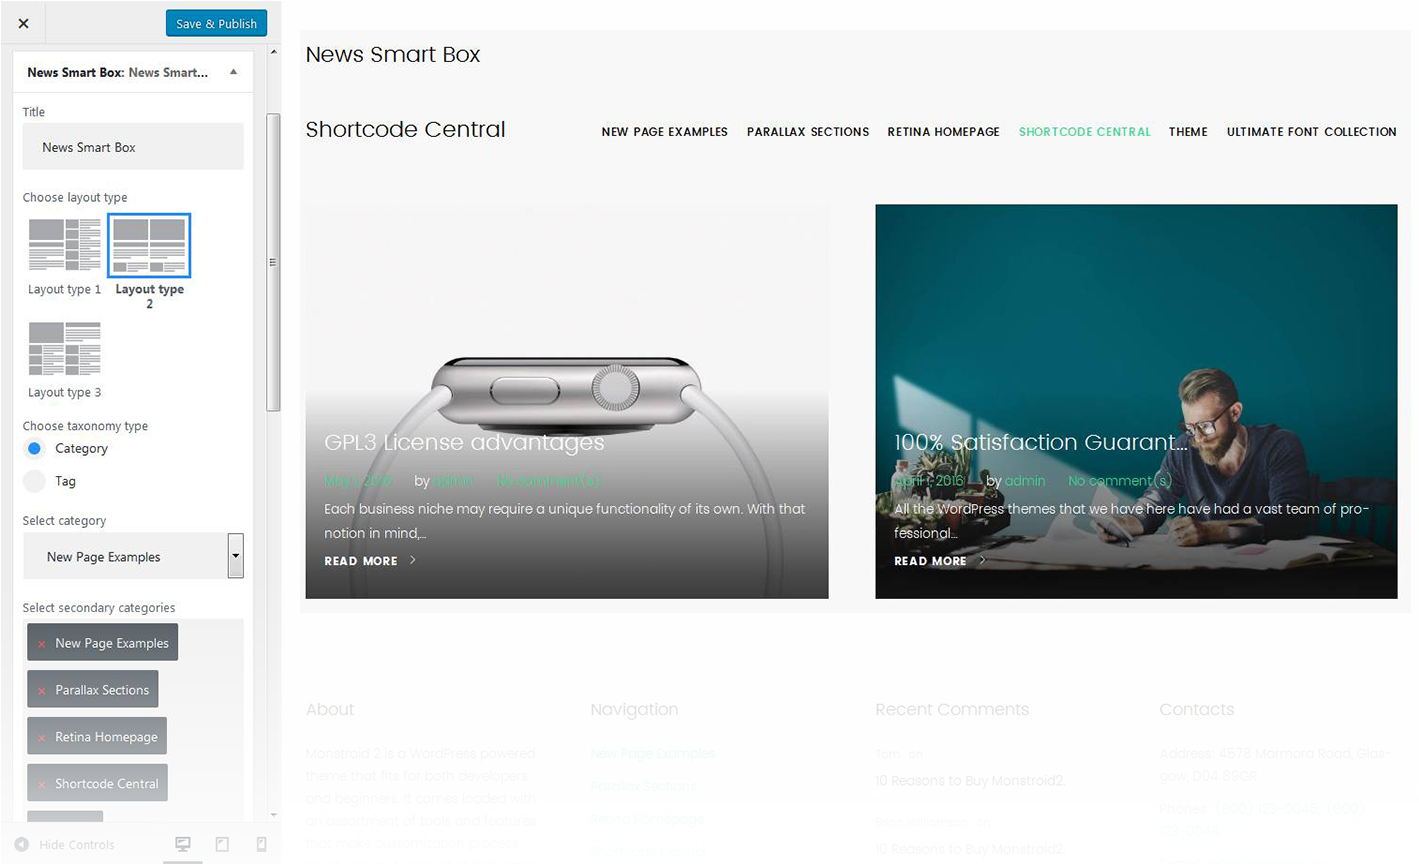 Save & Publish
News Smart Box: News Smart...
Title
News Smart Box
Choose layout type
Layout type 1
Layout type
2
Layout type 3
Choose taxonomy type
Category
Tag
Select category
New Page Examples
Select secondary categories
× New Page Examples
× Parallax Sections
× Retina Homepage
× Shortcode Central
Hide Controls
News Smart Box
Shortcode Central
NEW PAGE EXAMPLES PARALLAX SECTIONS RETINA HOMEPAGE SHORTCODE CENTRAL THEME ULTIMATE FONT COLLECTION
GPL3 License advantages
2016 by admin No comment(s)
Each business niche may require a unique functionality of its own. With that
notion in mind,...
READ MORE
100% Satisfaction Guarant...
April 1, 2016 by admin No comment(s)
All the WordPress themes that we have here have had a vast team of pro-
fessional...
READ MORE
About
Monstroid 2 is a WordPress powered
theme that fits for both developers
and beginners. It comes loaded with
an assortment of tools and features
that make customization process
Navigation
New Page Examples
Parallax Sections
Retina Homepage
Shortcode Central
Recent Comments
Tom on
10 Reasons to Buy Monstroid2.
on
10 Reasons to Buy Monstroid2.
Contacts
Address: 4578 Marmora Road, Glas-
gow, D04 89GR
Phones: (800) 123-0045; (800)
123-0046